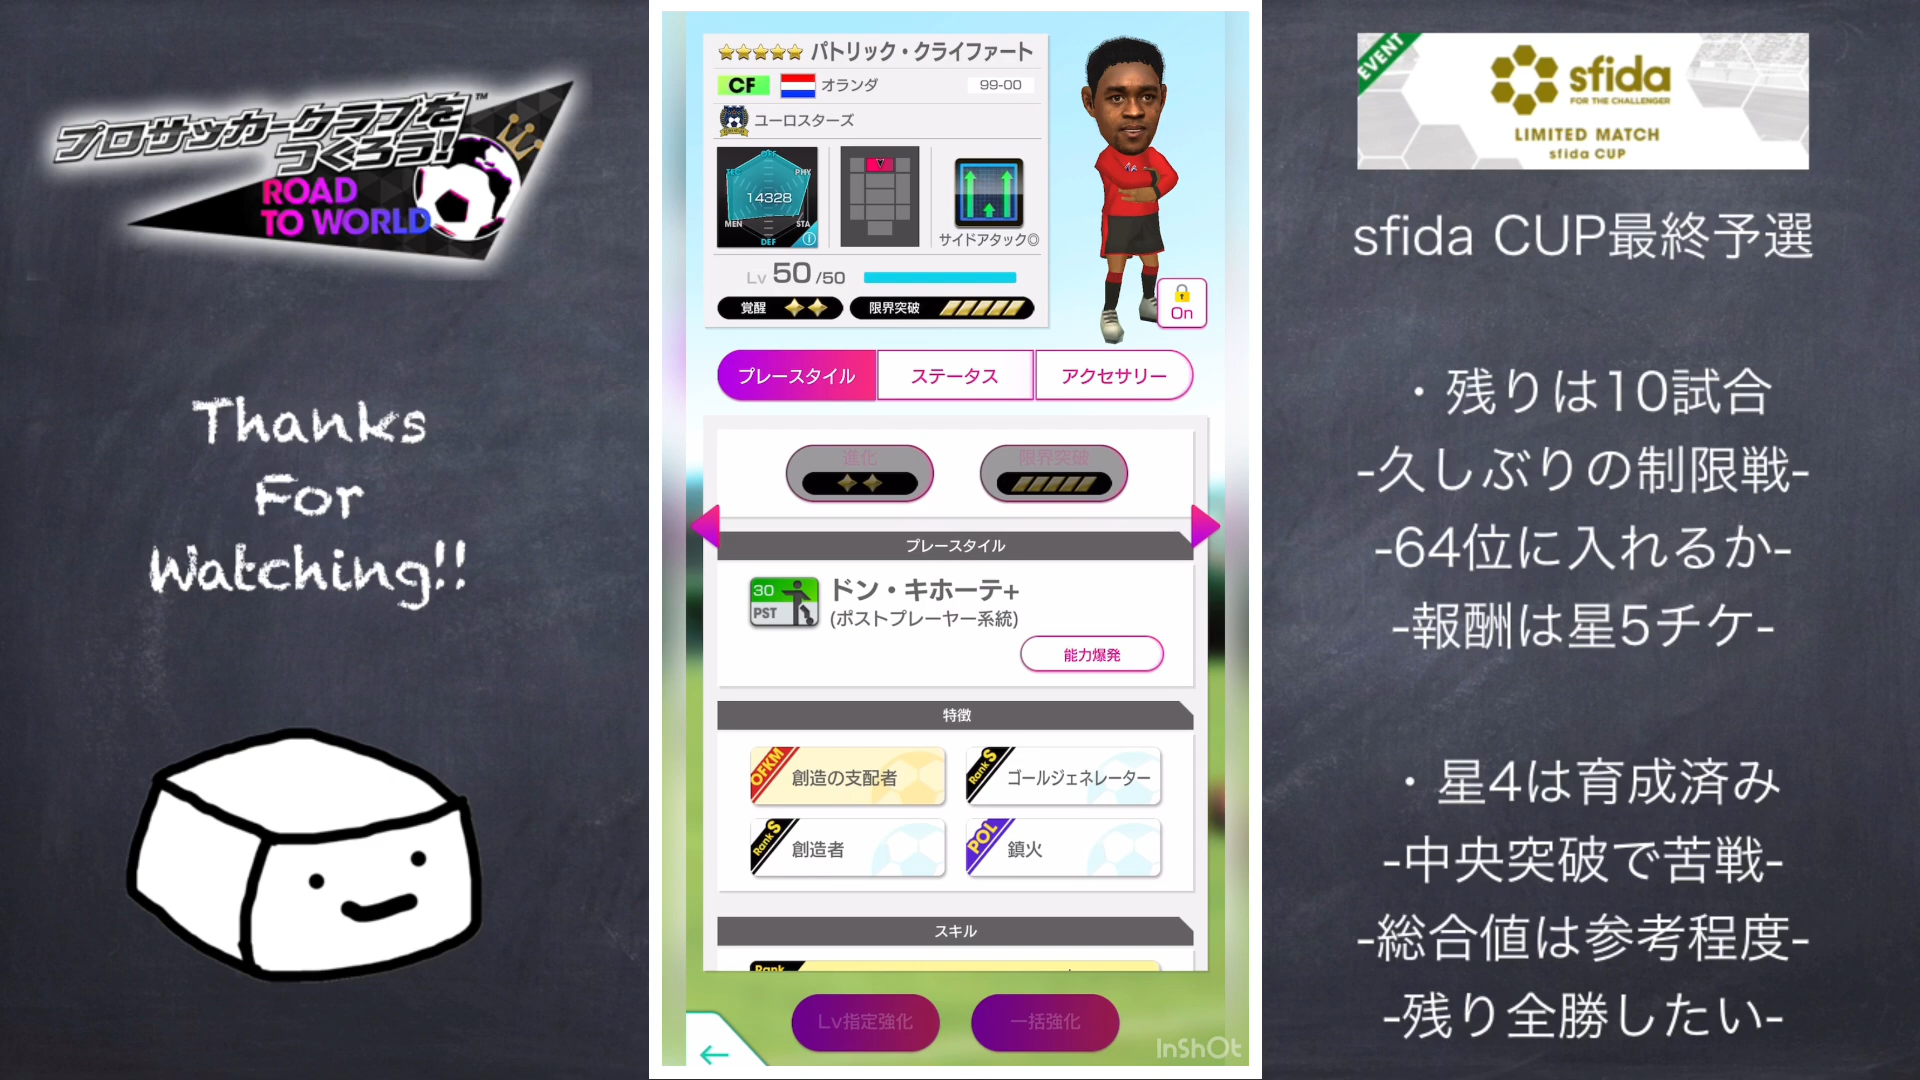 プロサッカークラブを
つくろう!
™
ROAD
TO WORLD
Thanks
For
Watching!!
パトリック・クライファート
CF
オランダ
99-00
ユーロスターズ
OFF
TEC
PHY
14328
MEN
STA
DEF
サイドアタック◎
Lv 50/50
覚醒
限界突破
On
プレースタイル
ステータス
アクセサリー
進化
限界突破
プレースタイル
30
PST
ドン・キホーテ+
(ポストプレーヤー系統)
能力爆発
特徴
OFKM
創造の支配者
Rank S
ゴールジェネレーター
Rank S
創造者
POL
鎮火
スキル
Rank
Lv指定強化
一括強化
InShOt
EVENT
sfida
FOR THE CHALLENGER
LIMITED MATCH
sfida CUP
sfida CUP最終予選
・残りは10試合
-久しぶりの制限戦-
-64位に入れるか-
-報酬は星5チケ-
・星4は育成済み
-中央突破で苦戦-
-総合値は参考程度-
-残り全勝したい-